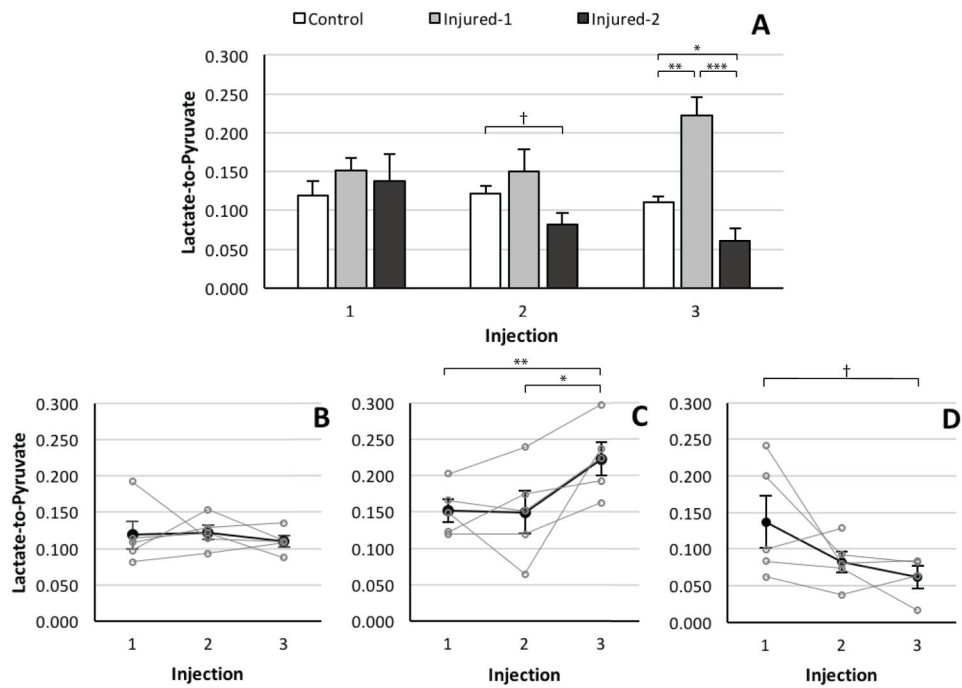 Control Injured-1 Injured-2
A
Lactate-to-Pyruvate
0.300
0.250
0.200
0.150
0.100
0.050
0.000
†
*
** ***
1 2 3
Injection
B
Lactate-to-Pyruvate
0.300
0.250
0.200
0.150
0.100
0.050
0.000
1 2 3
Injection
**
*
C
0.300
0.250
0.200
0.150
0.100
0.050
0.000
1 2 3
Injection
†
D
0.300
0.250
0.200
0.150
0.100
0.050
0.000
1 2 3
Injection